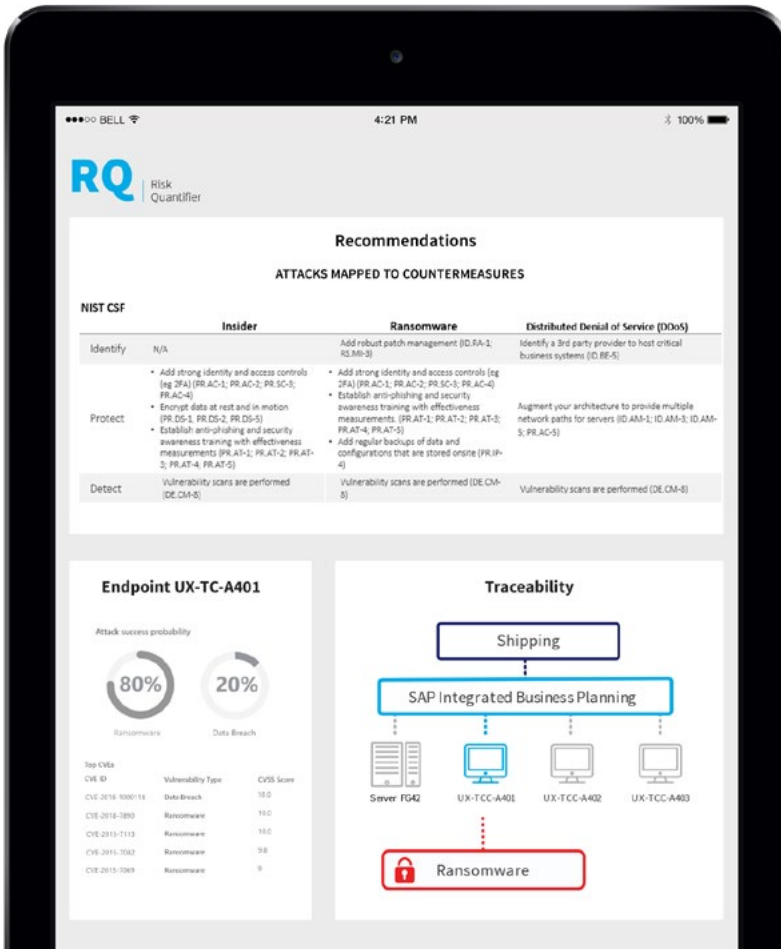 BELL
4:21 PM
100%
RQ
Risk
Quantifier
Recommendations
ATTACKS MAPPED TO COUNTERMEASURES
NIST CSF
Insider
Ransomware
Distributed Denial of Service (DDoS)
Identify
N/A
Add robust patch management (ID.RA-1;
RS.MI-3)
Identify a 3rd party provider to host critical
business systems (ID.BE-5)
Protect
• Add strong identity and access controls
(eg 2FA) (PR.AC-1; PR.AC-2; PR.SC-3;
PR.AC-4)
• Encrypt data at rest and in motion
(PR.DS-1, PR.DS-2; PR.DS-5)
• Establish anti-phishing and security
awareness training with effectiveness
measurements (PR.AT-1; PR.AT-2; PR.AT-
3; PR.AT-4, PR.AT-5)
• Add strong identity and access controls (eg
2FA) (PR.AC-1; PR.AC-2; PR.SC-3; PR.AC-4)
• Establish anti-phishing and security
awareness training with effectiveness
measurements. (PR.AT-1; PR.AT-2; PR.AT-3;
PR.AT-4; PR.AT-5)
• Add regular backups of data and
configurations that are stored onsite (PR.IP-
4)
Augment your architecture to provide multiple
network paths for servers (ID.AM-1; ID.AM-3; ID.AM-
5; PR.AC-5)
Detect
Vulnerability scans are performed
(DE.CM-8)
Vulnerability scans are performed (DE.CM-
8)
Vulnerability scans are performed (DE.CM-8)
Endpoint UX-TC-A401
Attack success probability
80%
20%
Ransomware
Data Breach
Top CVEs
CVE ID
Vulnerability Type
CVSS Score
Data Breach
10.0
CVE-2018-7890
Ransomware
10.0
CVE-2015-7113
Ransomware
10.0
CVE-2015-7082
Ransomware
9.8
CVE-2015-7069
Ransomware
9
Traceability
Shipping
SAP Integrated Business Planning
Server FG42
UX-TCC-A401
UX-TCC-A402
UX-TCC-A403
Ransomware